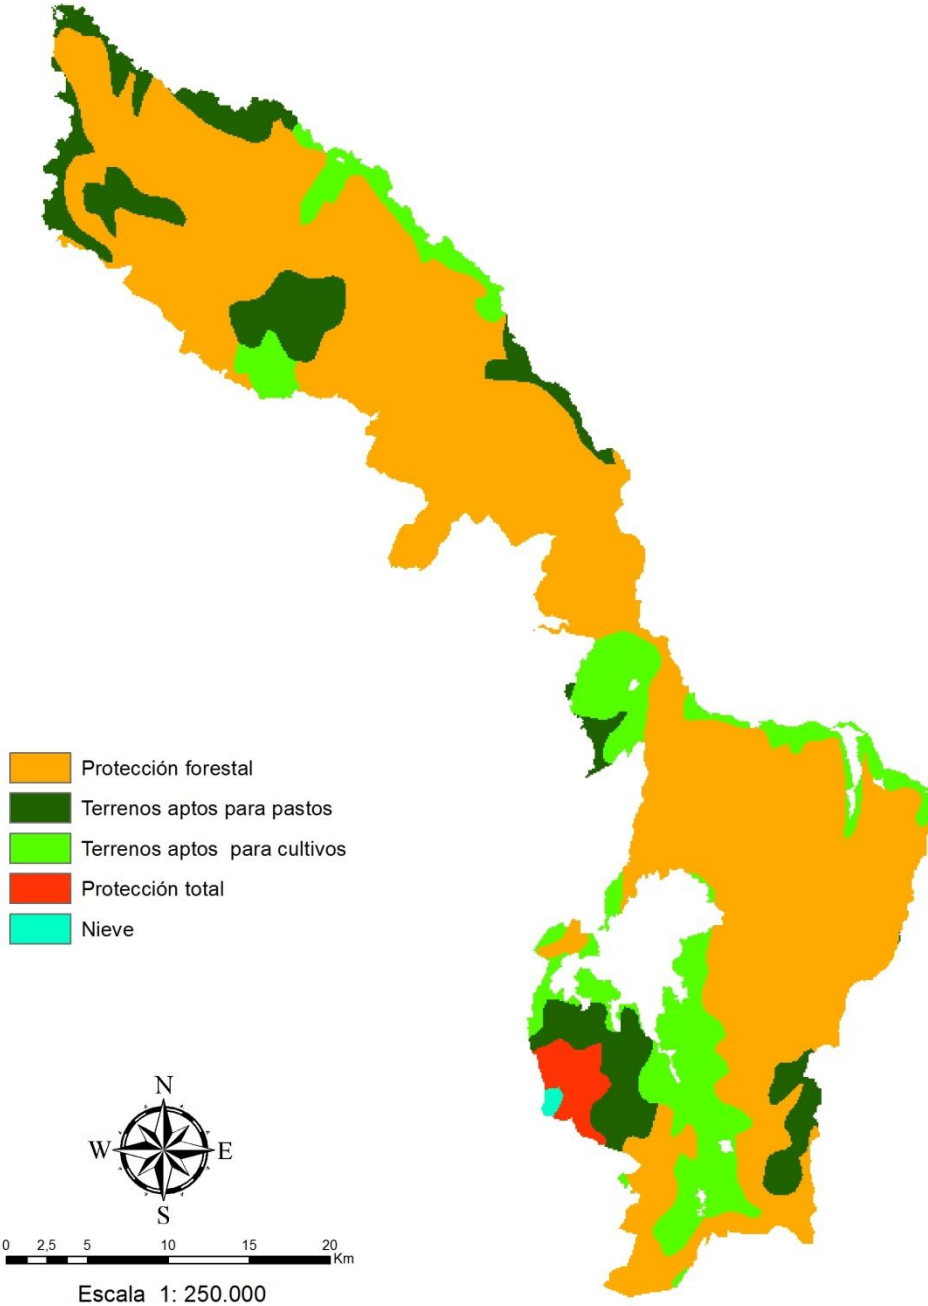 Protección forestal
Terrenos aptos para pastos
Terrenos aptos para cultivos
Protección total
Nieve
N
W E
S
0 2,5 5 10 15 20
Km
Escala 1: 250.000